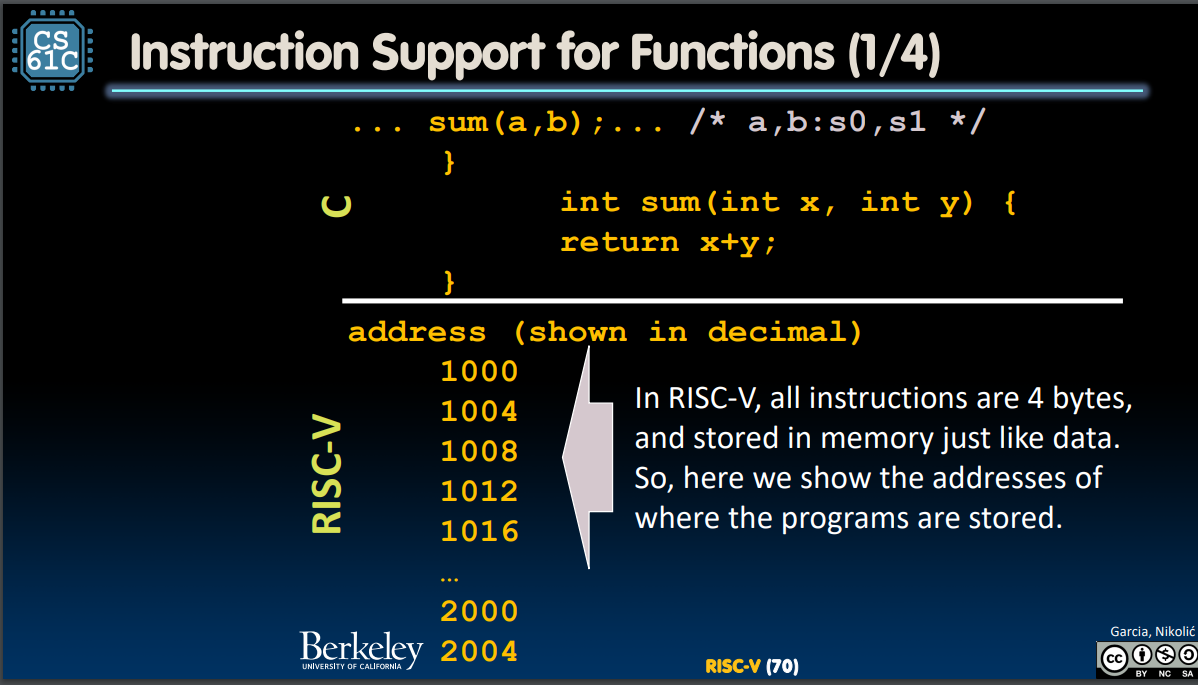 CS
61C
Instruction Support for Functions (1/4)
... sum(a,b);... /* a,b:s0,s1 */
}
C
int sum(int x, int y) {
return x+y;
}
address (shown in decimal)
RISC-V
1000
1004
1008
1012
1016
…
2000
2004
In RISC-V, all instructions are 4 bytes,
and stored in memory just like data.
So, here we show the addresses of
where the programs are stored.
Berkeley
UNIVERSITY OF CALIFORNIA
RISC-V (70)
Garcia, Nikolić
cc
BY NC SA